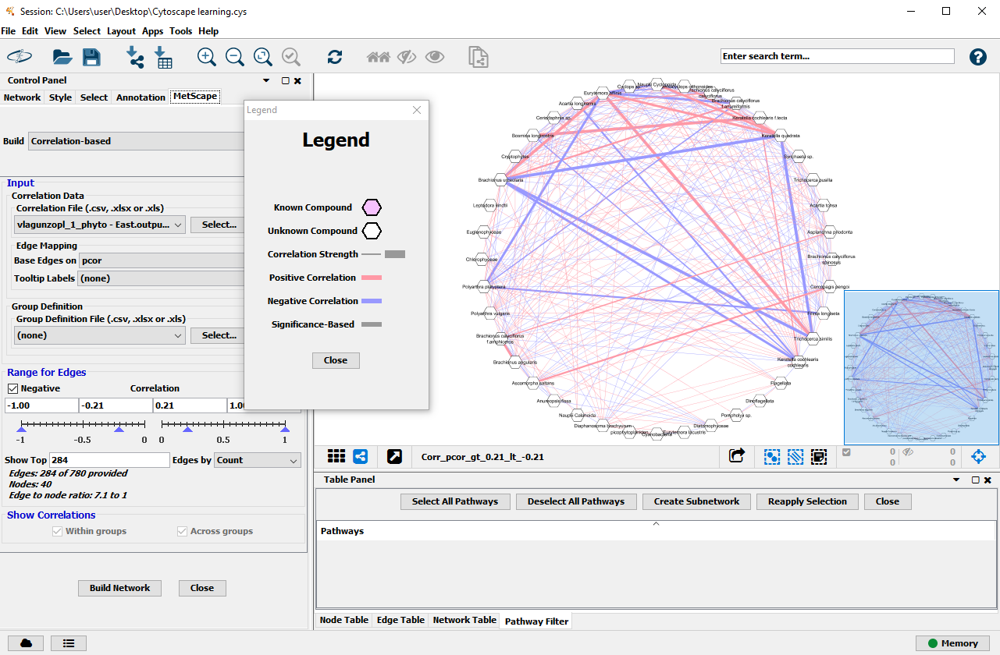 Session: C:\Users\user\Desktop\Cytoscape learning.cys
File Edit View Select Layout Apps Tools Help
Enter search term...
Control Panel
Network Style Select Annotation MetScape
Build Correlation-based
Input
Correlation Data
Correlation File (.csv, .xlsx or .xls)
vlagunzopl_1_phyto - East.outpu... Select...
Edge Mapping
Base Edges on pcor
Tooltip Labels (none)
Group Definition
Group Definition File (.csv, .xlsx or .xls)
(none) Select...
Range for Edges
Negative Correlation
-1.00 -0.21 0.21 1.0
-1 -0.5 0 0 0.5 1
Show Top 284 Edges by Count
Edges: 284 of 780 provided
Nodes: 40
Edge to node ratio: 7.1 to 1
Show Correlations
Within groups Across groups
Build Network Close
Legend
Legend
Known Compound
Unknown Compound
Correlation Strength
Positive Correlation
Negative Correlation
Significance-Based
Close
Cyclops sp.
Nauplii Cyclopoida
Eurytemora affinis
Brachionus calyciflorus
calyciflorus
Acartia longiremis
Brachionus calyciflorus
f.anureiformis
Ceriodaphnia sp.
Keratella cochlearis f.tecta
Bosmina longirostris
Keratella quadrata
Cryptophytes
Synchaeta sp.
Brachionus urceolaris
Trichocerca pusilla
Leptodora kindtii
Acartia tonsa
Euglenophyceae
Asplanchna priodonta
Chlorophyceae
Brachionus calyciflorus
spinosus
Polyarthra platyptera
Cercopagis pengoi
Polyarthra vulgaris
Filinia longiseta
Brachionus calyciflorus
f.amphiceros
Trichocerca similis
Brachionus angularis
Keratella cochlearis
cochlearis
Ascomorpha saltans
Flagellata
Anureopsis fissa
Dinoflagellata
Nauplii Calanoida
Pompholyx sp.
Diaphanosoma brachyurum
Dinomophyceae
picophytoplankton
Cyanobacteria
Eurytemora lacustris
Corr_pcor_gt_0.21_lt_-0.21
0 0
0 0
Table Panel
Select All Pathways Deselect All Pathways Create Subnetwork Reapply Selection Close
Pathways
Node Table Edge Table Network Table Pathway Filter
Memory